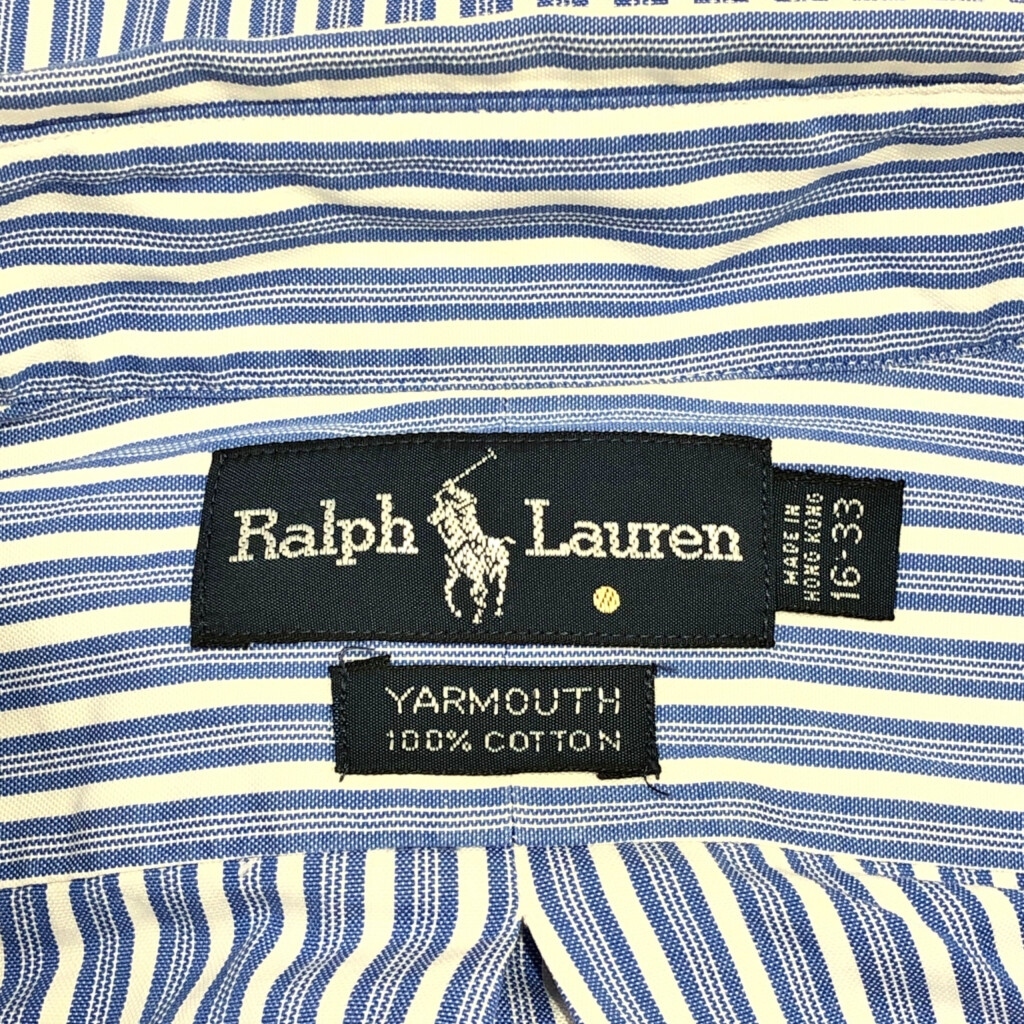 Ralph Lauren
MADE IN
HONG KONG
16-33
YARMOUTH
100% COTTON